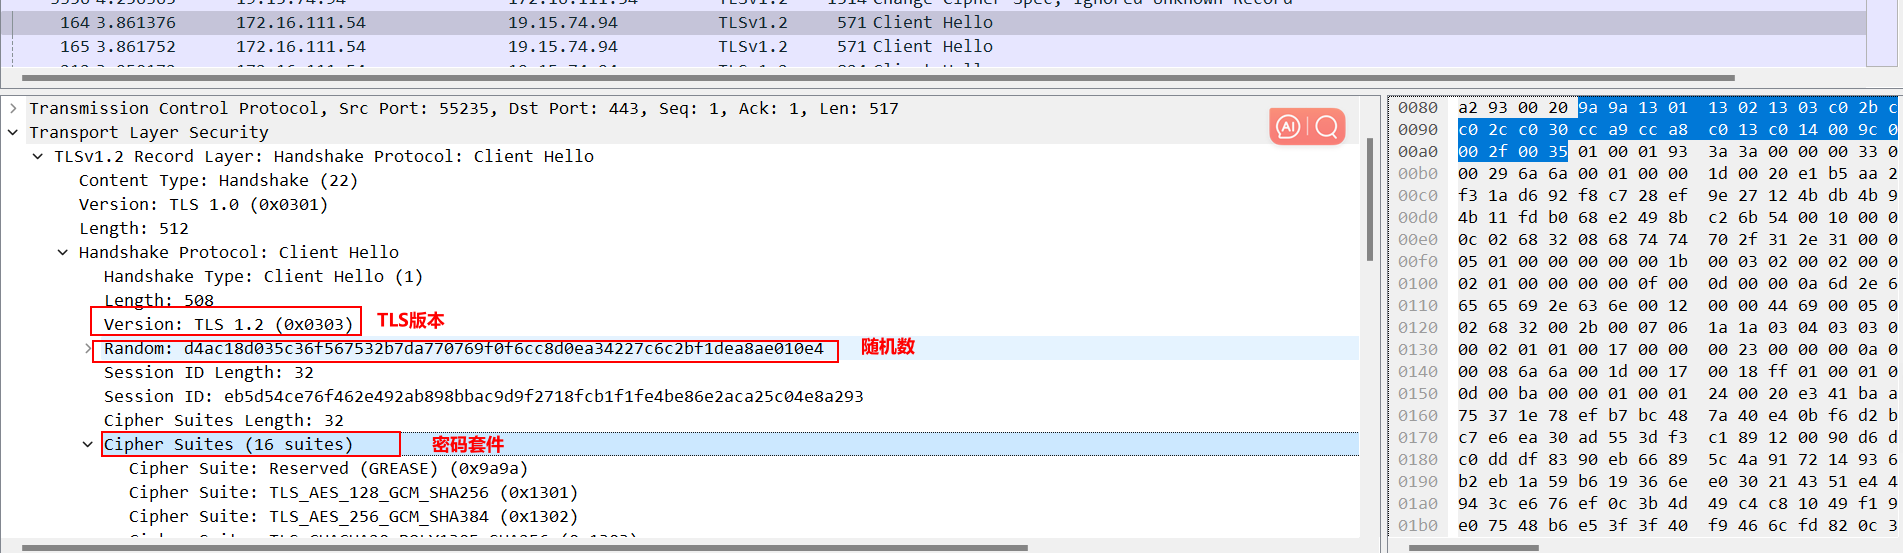 164 3.861376 172.16.111.54 19.15.74.94 TLSv1.2 571 Client Hello
165 3.861752 172.16.111.54 19.15.74.94 TLSv1.2 571 Client Hello
Transmission Control Protocol, Src Port: 55235, Dst Port: 443, Seq: 1, Ack: 1, Len: 517
Transport Layer Security
TLSv1.2 Record Layer: Handshake Protocol: Client Hello
Content Type: Handshake (22)
Version: TLS 1.0 (0x0301)
Length: 512
Handshake Protocol: Client Hello
Handshake Type: Client Hello (1)
Length: 508
Version: TLS 1.2 (0x0303) TLS版本
Random: d4ac18d035c36f567532b7da770769f0f6cc8d0ea34227c6c2bf1dea8ae010e4 随机数
Session ID Length: 32
Session ID: eb5d54ce76f462e492ab898bbac9d9f2718fcb1f1fe4be86e2aca25c04e8a293
Cipher Suites Length: 32
Cipher Suites (16 suites) 密码套件
Cipher Suite: Reserved (GREASE) (0x9a9a)
Cipher Suite: TLS_AES_128_GCM_SHA256 (0x1301)
Cipher Suite: TLS_AES_256_GCM_SHA384 (0x1302)
AI
0080 a2 93 00 20 9a 9a 13 01 13 02 13 03 c0 2b c
0090 c0 2c c0 30 cc a9 cc a8 c0 13 c0 14 00 9c 0
00a0 00 2f 00 35 01 00 01 93 3a 3a 00 00 00 33 0
00b0 00 29 6a 6a 00 01 00 00 1d 00 20 e1 b5 aa 2
00c0 f3 1a d6 92 f8 c7 28 ef 9e 27 12 4b db 4b 9
00d0 4b 11 fd b0 68 e2 49 8b c2 6b 54 00 10 00 0
00e0 0c 02 68 32 08 68 74 74 70 2f 31 2e 31 00 0
00f0 05 01 00 00 00 00 00 1b 00 03 02 00 02 00 0
0100 02 01 00 00 00 00 0f 00 0d 00 00 0a 6d 2e 6
0110 65 65 69 2e 63 6e 00 12 00 00 44 69 00 05 0
0120 02 68 32 00 2b 00 07 06 1a 1a 03 04 03 03 0
0130 00 02 01 01 00 17 00 00 00 23 00 00 00 0a 0
0140 00 08 6a 6a 00 1d 00 17 00 18 ff 01 00 01 0
0150 0d 00 ba 00 00 01 00 01 24 00 20 e3 41 ba a
0160 75 37 1e 78 ef b7 bc 48 7a 40 e4 0b f6 d2 b
0170 c7 e6 ea 30 ad 55 3d f3 c1 89 12 00 90 d6 d
0180 c0 dd df 83 90 eb 66 89 5c 4a 91 72 14 93 6
0190 b2 eb 1a 59 b6 19 36 6e e0 30 21 43 51 e4 4
01a0 94 3c e6 76 ef 0c 3b 4d 49 c4 c8 10 49 f1 9
01b0 e0 75 48 b6 e5 3f 3f 40 f9 46 6c fd 82 0c 3